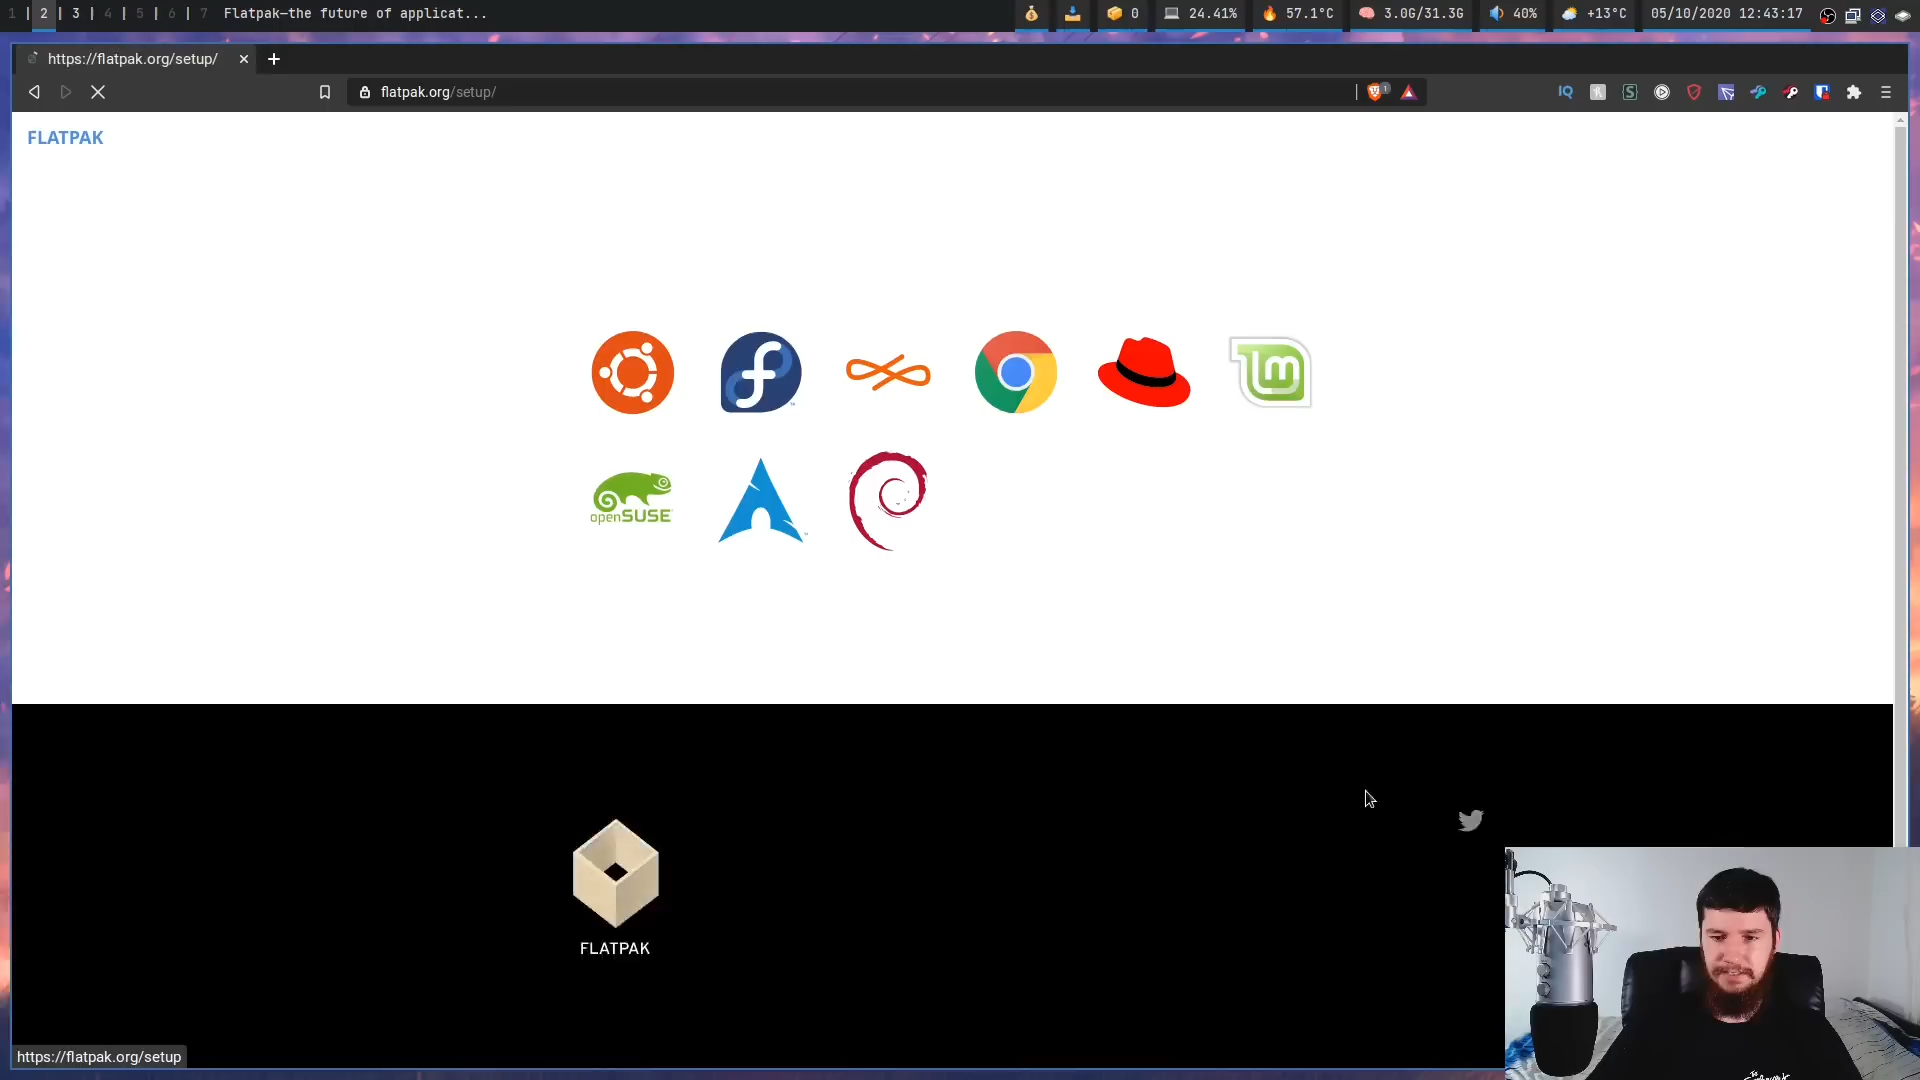 1 | 2 | 3 | 4 | 5 | 6 | 7 Flatpak—the future of applicat... 0 24.41% 57.1°C 3.0G/31.3G 40% +13°C 05/10/2020 12:43:17
https://flatpak.org/setup/
flatpak.org/setup/ 1 IQ S
FLATPAK
openSUSE
FLATPAK
https://flatpak.org/setup